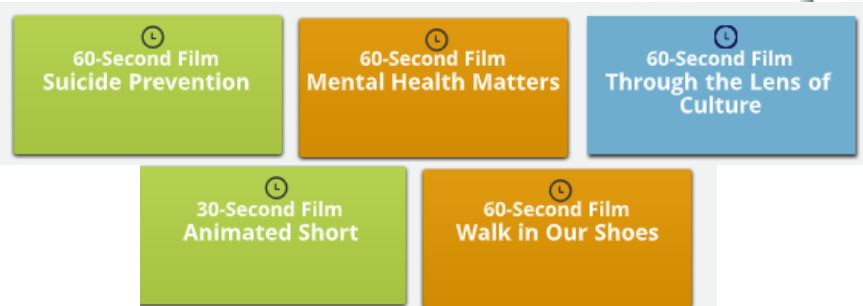 60-Second Film
Suicide Prevention
60-Second Film
Mental Health Matters
60-Second Film
Through the Lens of
Culture
30-Second Film
Animated Short
60-Second Film
Walk in Our Shoes